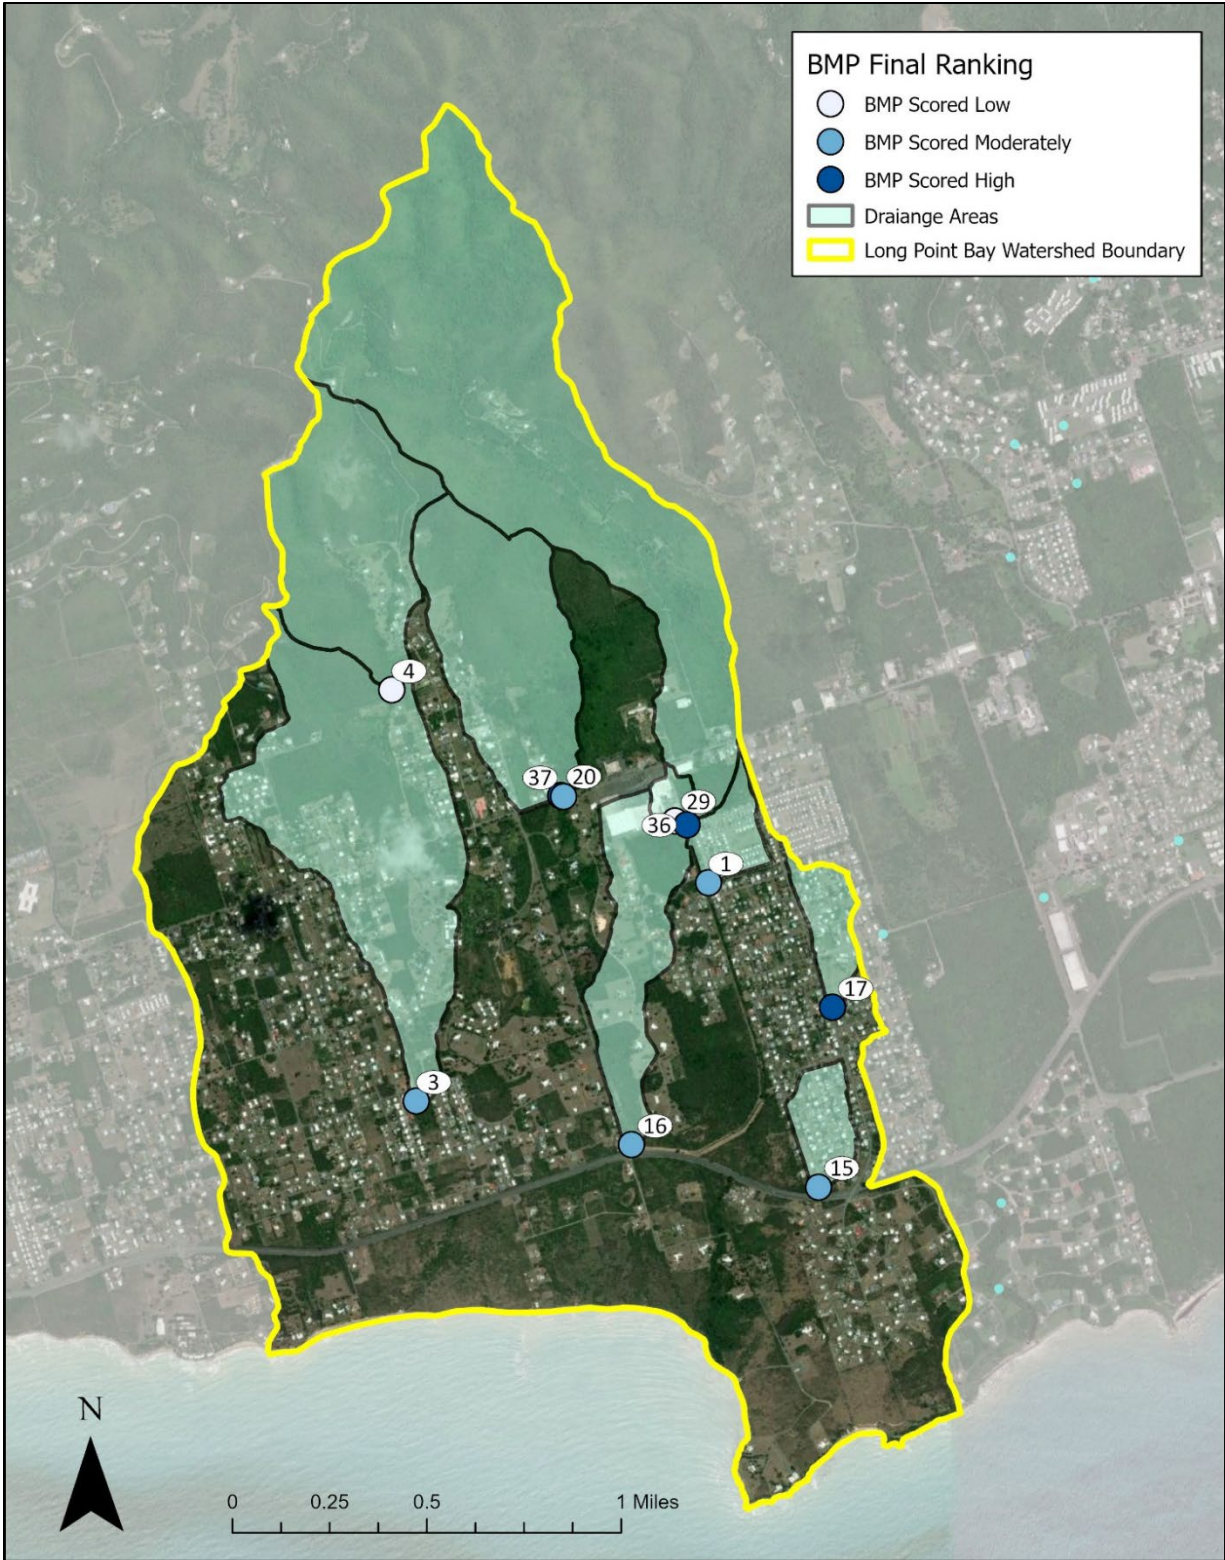 BMP Final Ranking
BMP Scored Low
BMP Scored Moderately
BMP Scored High
Draiange Areas
Long Point Bay Watershed Boundary
4
37 20
29
36
1
17
3
16
15
N
0 0.25 0.5 1 Miles